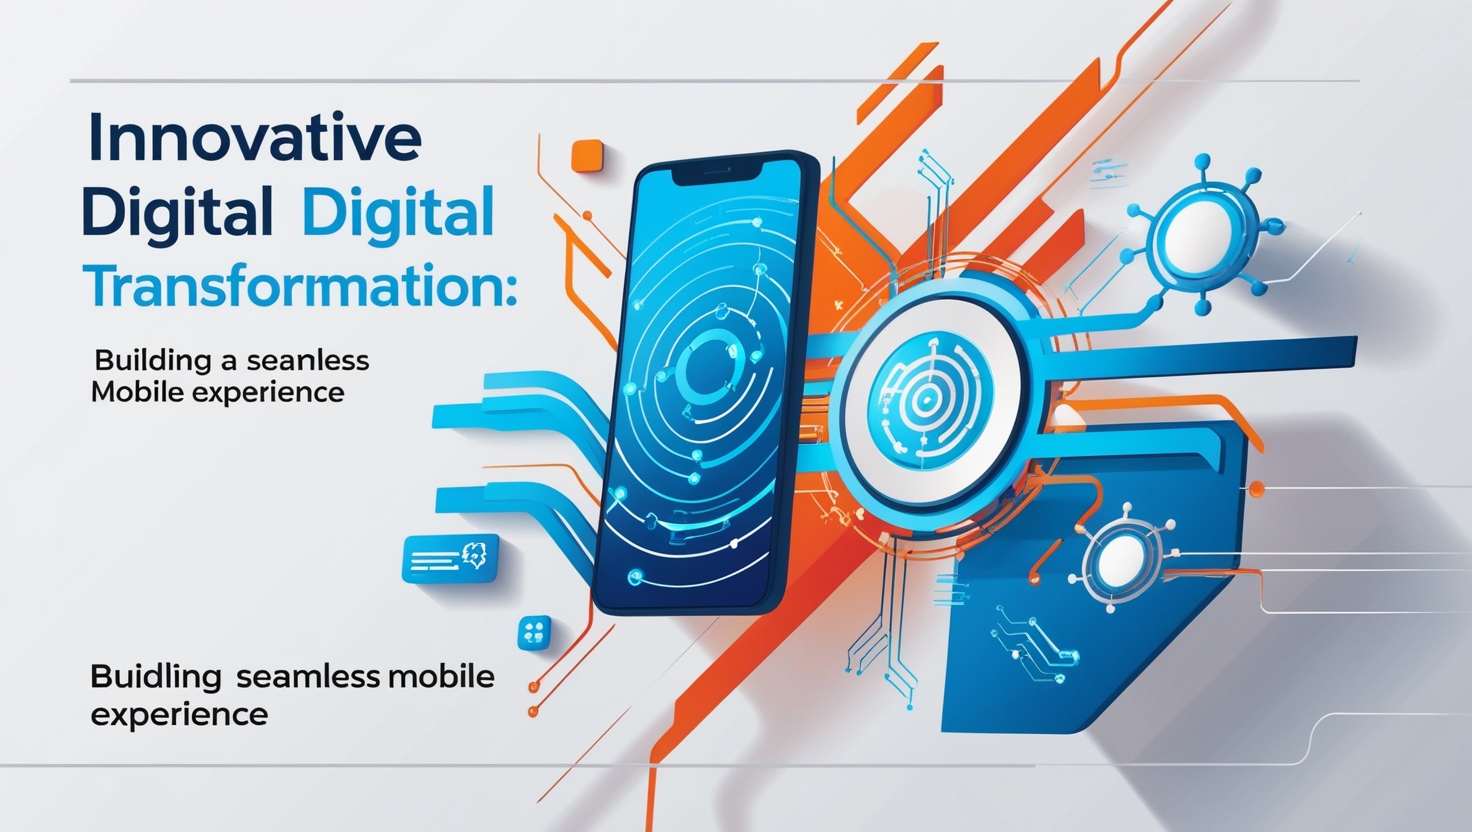 Innovative
Digital Digital
Transformation:
Building a seanless
Mobile experience
Buidling seamless mobile
experience